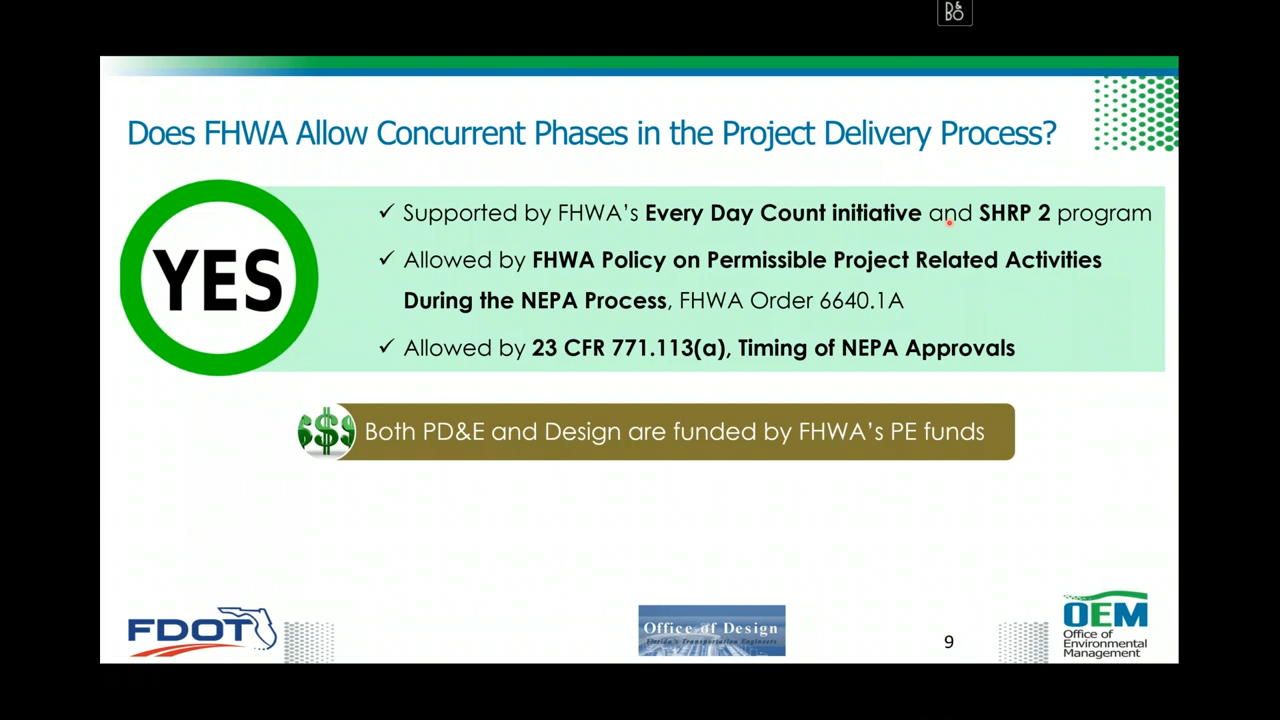 B&O
Does FHWA Allow Concurrent Phases in the Project Delivery Process?
YES
✓ Supported by FHWA’s Every Day Count initiative and SHRP 2 program
✓ Allowed by FHWA Policy on Permissible Project Related Activities
During the NEPA Process, FHWA Order 6640.1A
✓ Allowed by 23 CFR 771.113(a), Timing of NEPA Approvals
$$$ Both PD&E and Design are funded by FHWA’s PE funds
FDOT
Office of Design
Florida's Transportation Engineers
9
OEM
Office of
Environmental
Management